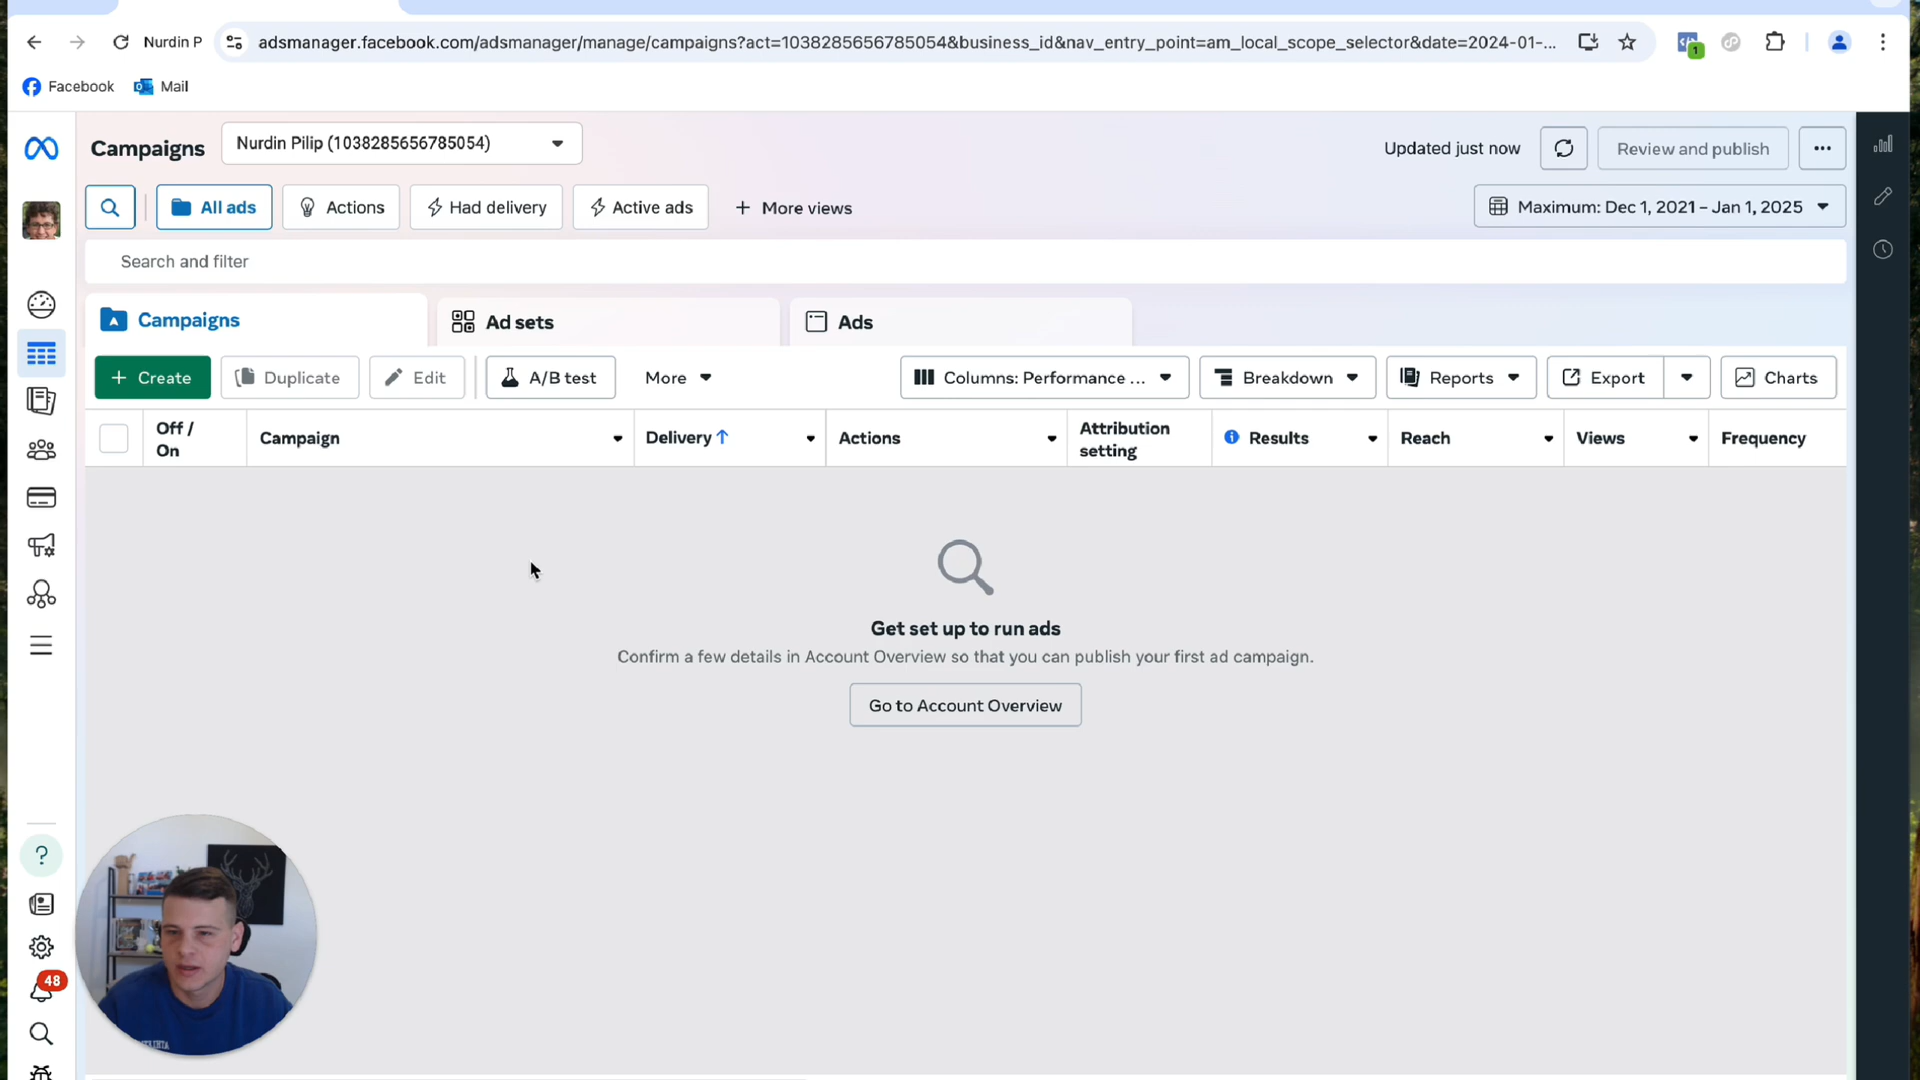 Nurdin P
adsmanager.facebook.com/adsmanager/manage/campaigns?act=1038285656785054&business_id&nav_entry_point=am_local_scope_selector&date=2024-01-...
1
Facebook
Mail
Campaigns
Nurdin Pilip (1038285656785054)
Updated just now
Review and publish
All ads
Actions
Had delivery
Active ads
+ More views
Maximum: Dec 1, 2021 – Jan 1, 2025
Search and filter
Campaigns
Ad sets
Ads
+ Create
Duplicate
Edit
A/B test
More
Columns: Performance ...
Breakdown
Reports
Export
Charts
Off / On
Campaign
Delivery ↑
Actions
Attribution setting
Results
Reach
Views
Frequency
Get set up to run ads
Confirm a few details in Account Overview so that you can publish your first ad campaign.
Go to Account Overview
?
48